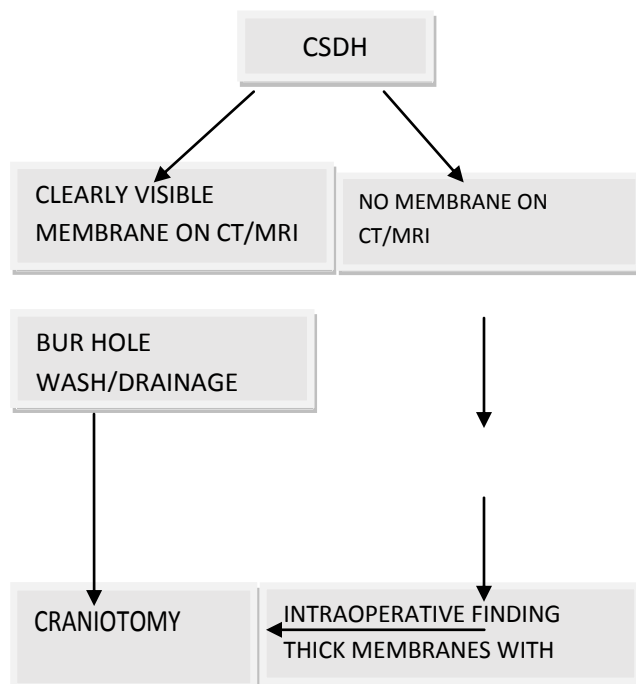 CSDH
CLEARLY VISIBLE
MEMBRANE ON CT/MRI
NO MEMBRANE ON
CT/MRI
BUR HOLE
WASH/DRAINAGE
CRANIOTOMY
INTRAOPERATIVE FINDING
THICK MEMBRANES WITH